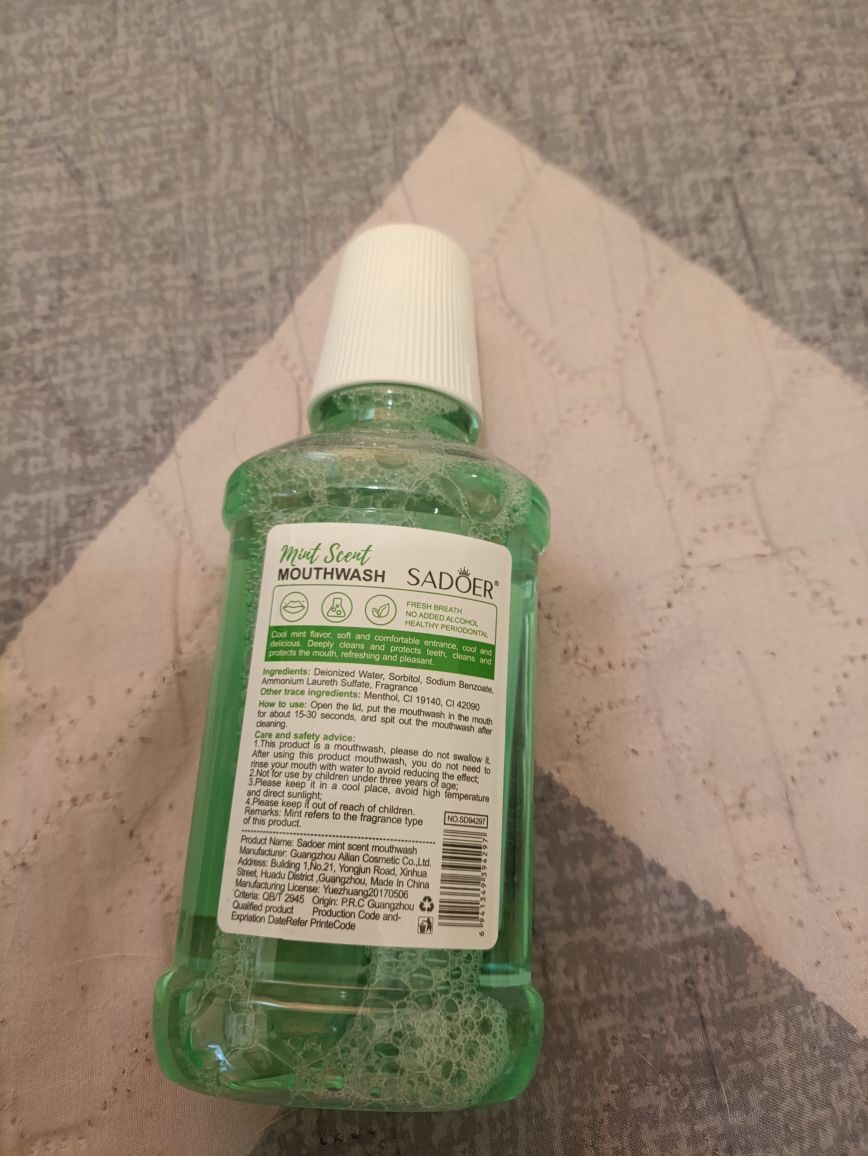 Mint Scent
MOUTHWASH
SADOER®
FRESH BREATH
NO ADDED ALCOHOL
HEALTHY PERIODONTAL
Cool mint flavor, soft and comfortable entrance, cool and
delicious. Deeply cleans and protects teeth, cleans and
protects the mouth, refreshing and pleasant.
Ingredients: Deionized Water, Sorbitol, Sodium Benzoate,
Ammonium Laureth Sulfate, Fragrance
Other trace ingredients: Menthol, CI 19140, CI 42090
How to use: Open the lid, put the mouthwash in the mouth
for about 15-30 seconds, and spit out the mouthwash after
cleaning.
Care and safety advice:
1.This product is a mouthwash, please do not swallow it.
After using this product mouthwash, you do not need to
rinse your mouth with water to avoid reducing the effect;
2.Not for use by children under three years of age;
3.Please keep it in a cool place, avoid high temperature
and direct sunlight;
4.Please keep it out of reach of children.
Remarks: Mint refers to the fragrance type
of this product.
NO.SD94297
Product Name: Sadoer mint scent mouthwash
Manufacturer: Guangzhou Ailian Cosmetic Co.,Ltd.
Address: Building 1,No.21, Yongjun Road, Xinhua
Street, Huadu District ,Guangzhou, Made In China
Manufacturing License: Yuezhuang20170506
Criteria: QB/T 2945 Origin: P.R.C Guangzhou
Qualified product Production Code and-
Expriation DateRefer PrinteCode
6 941349 394297